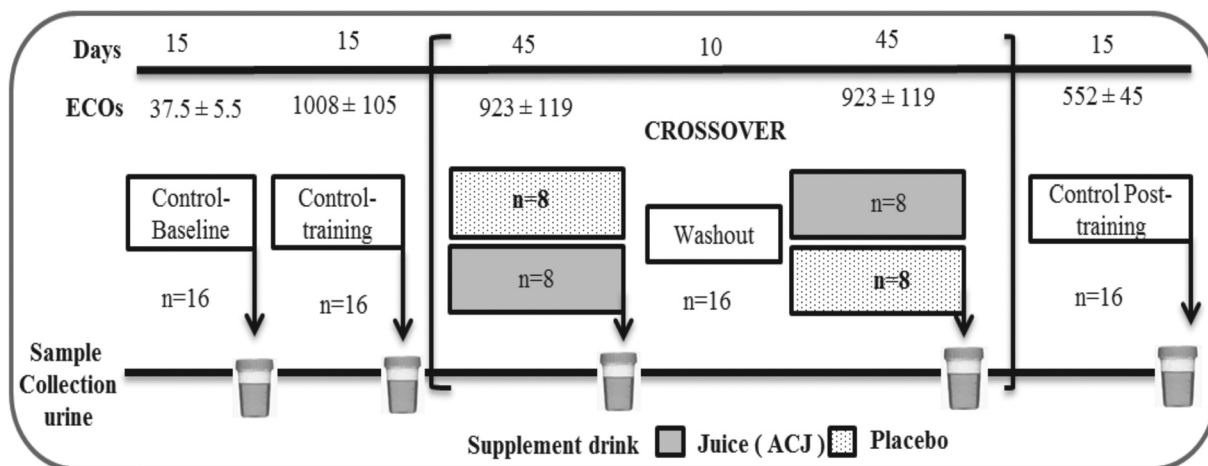 Days 15 15 45 10 45 15
ECOs 37.5 ± 5.5 1008 ± 105 923 ± 119 923 ± 119 552 ± 45
CROSSOVER
Control-
Baseline
n=16
Control-
training
n=16
n=8
n=8
Washout
n=16
n=8
n=8
Control Post-
training
n=16
Sample
Collection
urine
Supplement drink Juice ( ACJ ) Placebo